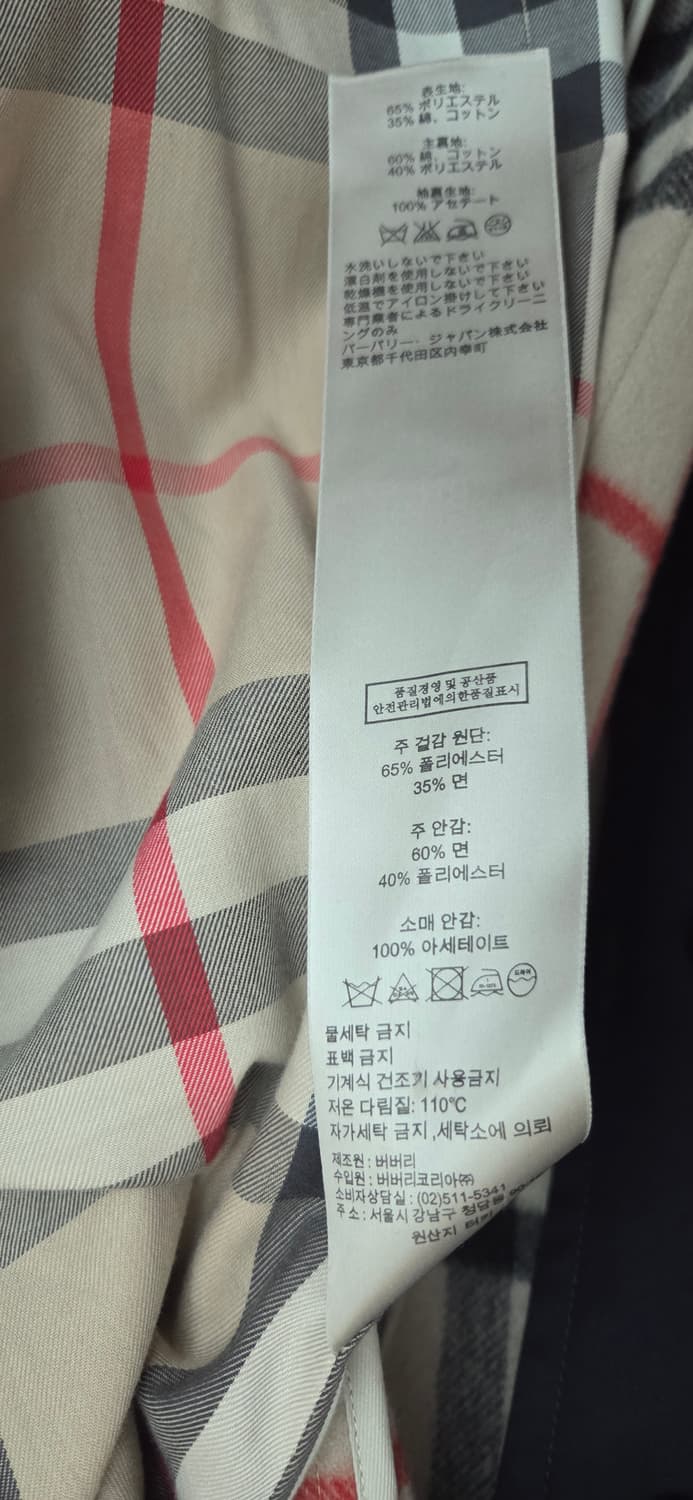 表生地:
65% ポリエステル
35% 綿、コットン
主裏地:
60% 綿、コットン
40% ポリエステル
袖裏生地:
100% アセテート
水洗いしないで下さい
漂白剤を使用しないで下さい
乾燥機を使用しないで下さい
低温でアイロン掛けして下さい
専門業者によるドライクリーニ
ングのみ
バーバリー・ジャパン株式会社
東京都千代田区内幸町
품질경영 및 공산품
안전관리법에의한품질표시
주 겉감 원단:
65% 폴리에스터
35% 면
주 안감:
60% 면
40% 폴리에스터
소매 안감:
100% 아세테이트
드라이
물세탁 금지
표백 금지
기계식 건조기 사용금지
저온 다림질: 110℃
자가세탁 금지,세탁소에 의뢰
제조원 : 버버리
수입원 : 버버리코리아㈜
소비자상담실 : (02)511-5341
주 소 : 서울시 강남구 청담동
원산지